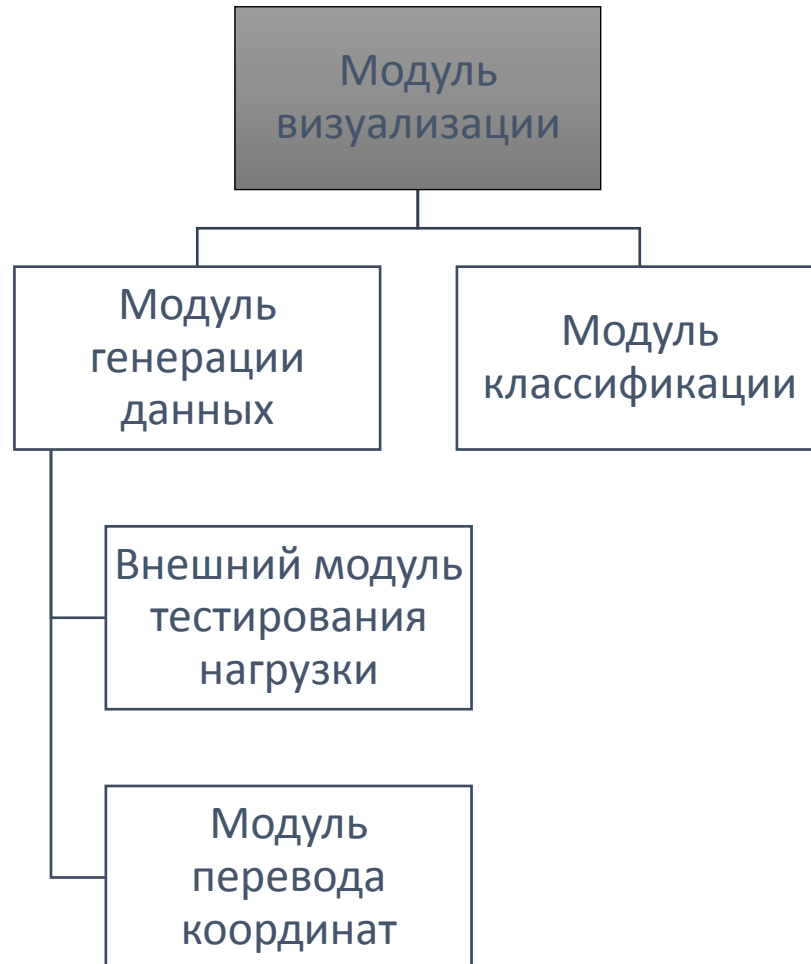 Модуль
визуализации
Модуль
генерации
данных
Модуль
классификации
Внешний модуль
тестирования
нагрузки
Модуль
перевода
координат